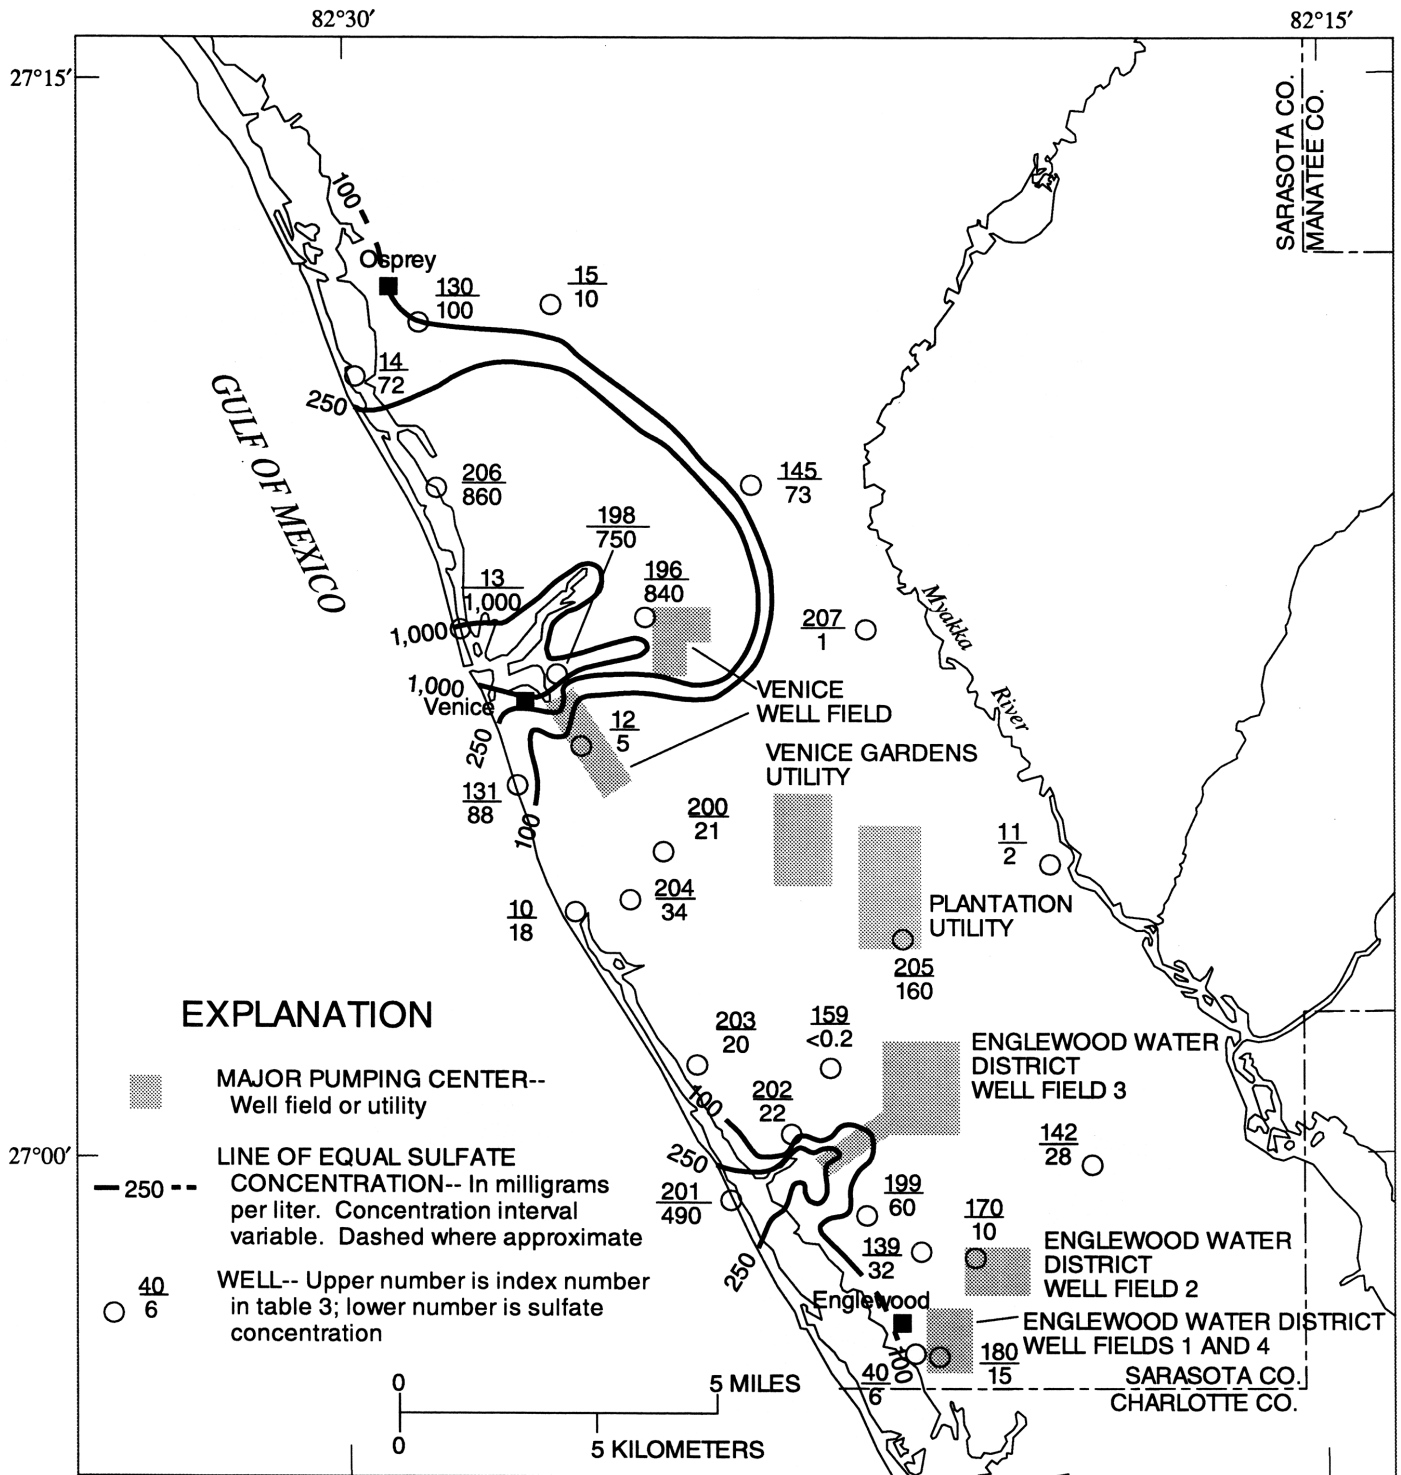 82°30′
82°15′
27°15′
SARASOTA CO.
MANATEE CO.
100
Osprey
130
100
15
10
14
72
250
GULF OF MEXICO
206
860
145
73
198
750
13
1,000
196
840
1,000
207
1
Myakka
River
1,000
Venice
VENICE
WELL FIELD
250
12
5
VENICE GARDENS
UTILITY
131
88
100
200
21
11
2
204
34
10
18
PLANTATION
UTILITY
205
160
EXPLANATION
203
20
159
<0.2
ENGLEWOOD WATER
DISTRICT
WELL FIELD 3
MAJOR PUMPING CENTER--
Well field or utility
100
202
22
142
28
27°00′
LINE OF EQUAL SULFATE
CONCENTRATION-- In milligrams
per liter. Concentration interval
variable. Dashed where approximate
250
250
201
490
199
60
170
10
139
32
250
ENGLEWOOD WATER
DISTRICT
WELL FIELD 2
40
6
WELL-- Upper number is index number
in table 3; lower number is sulfate
concentration
Englewood
ENGLEWOOD WATER DISTRICT
WELL FIELDS 1 AND 4
100
40
6
180
15
SARASOTA CO.
CHARLOTTE CO.
0
5 MILES
0
5 KILOMETERS